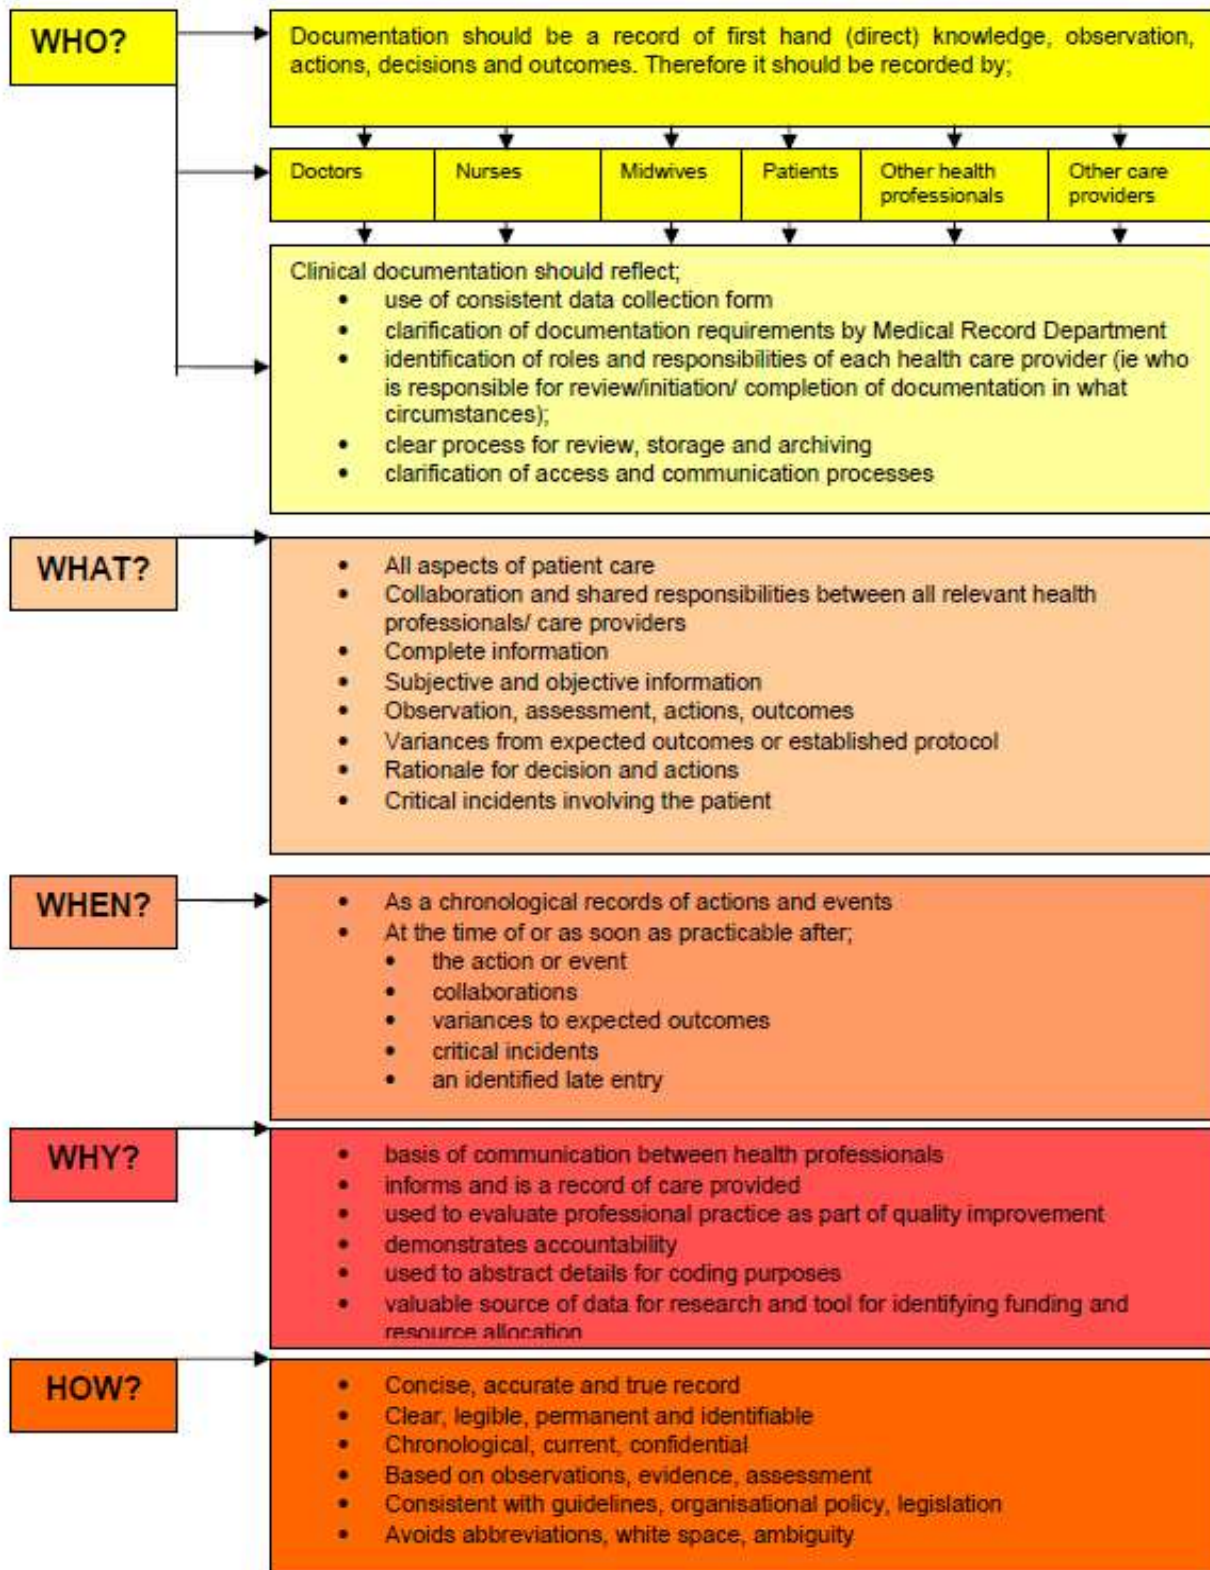 WHO?
Documentation should be a record of first hand (direct) knowledge, observation,
actions, decisions and outcomes. Therefore it should be recorded by;
Doctors
Nurses
Midwives
Patients
Other health
professionals
Other care
providers
Clinical documentation should reflect;
• use of consistent data collection form
• clarification of documentation requirements by Medical Record Department
• identification of roles and responsibilities of each health care provider (ie who
is responsible for review/initiation/ completion of documentation in what
circumstances);
• clear process for review, storage and archiving
• clarification of access and communication processes
WHAT?
• All aspects of patient care
• Collaboration and shared responsibilities between all relevant health
professionals/ care providers
• Complete information
• Subjective and objective information
• Observation, assessment, actions, outcomes
• Variances from expected outcomes or established protocol
• Rationale for decision and actions
• Critical incidents involving the patient
WHEN?
• As a chronological records of actions and events
• At the time of or as soon as practicable after;
• the action or event
• collaborations
• variances to expected outcomes
• critical incidents
• an identified late entry
WHY?
• basis of communication between health professionals
• informs and is a record of care provided
• used to evaluate professional practice as part of quality improvement
• demonstrates accountability
• used to abstract details for coding purposes
• valuable source of data for research and tool for identifying funding and
resource allocation
HOW?
• Concise, accurate and true record
• Clear, legible, permanent and identifiable
• Chronological, current, confidential
• Based on observations, evidence, assessment
• Consistent with guidelines, organisational policy, legislation
• Avoids abbreviations, white space, ambiguity